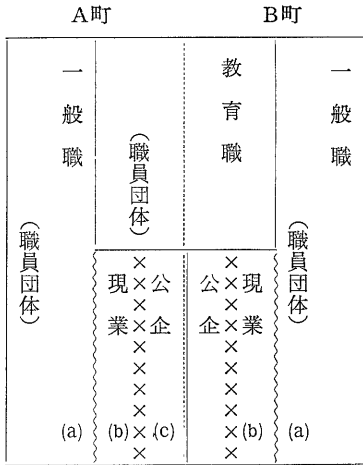 A町 B町
一般職
(職員団体)
(職員団体)
教育職
一般職
(職員団体)
現業
公企
公企
現業
(a) (b) (c) (b) (a)